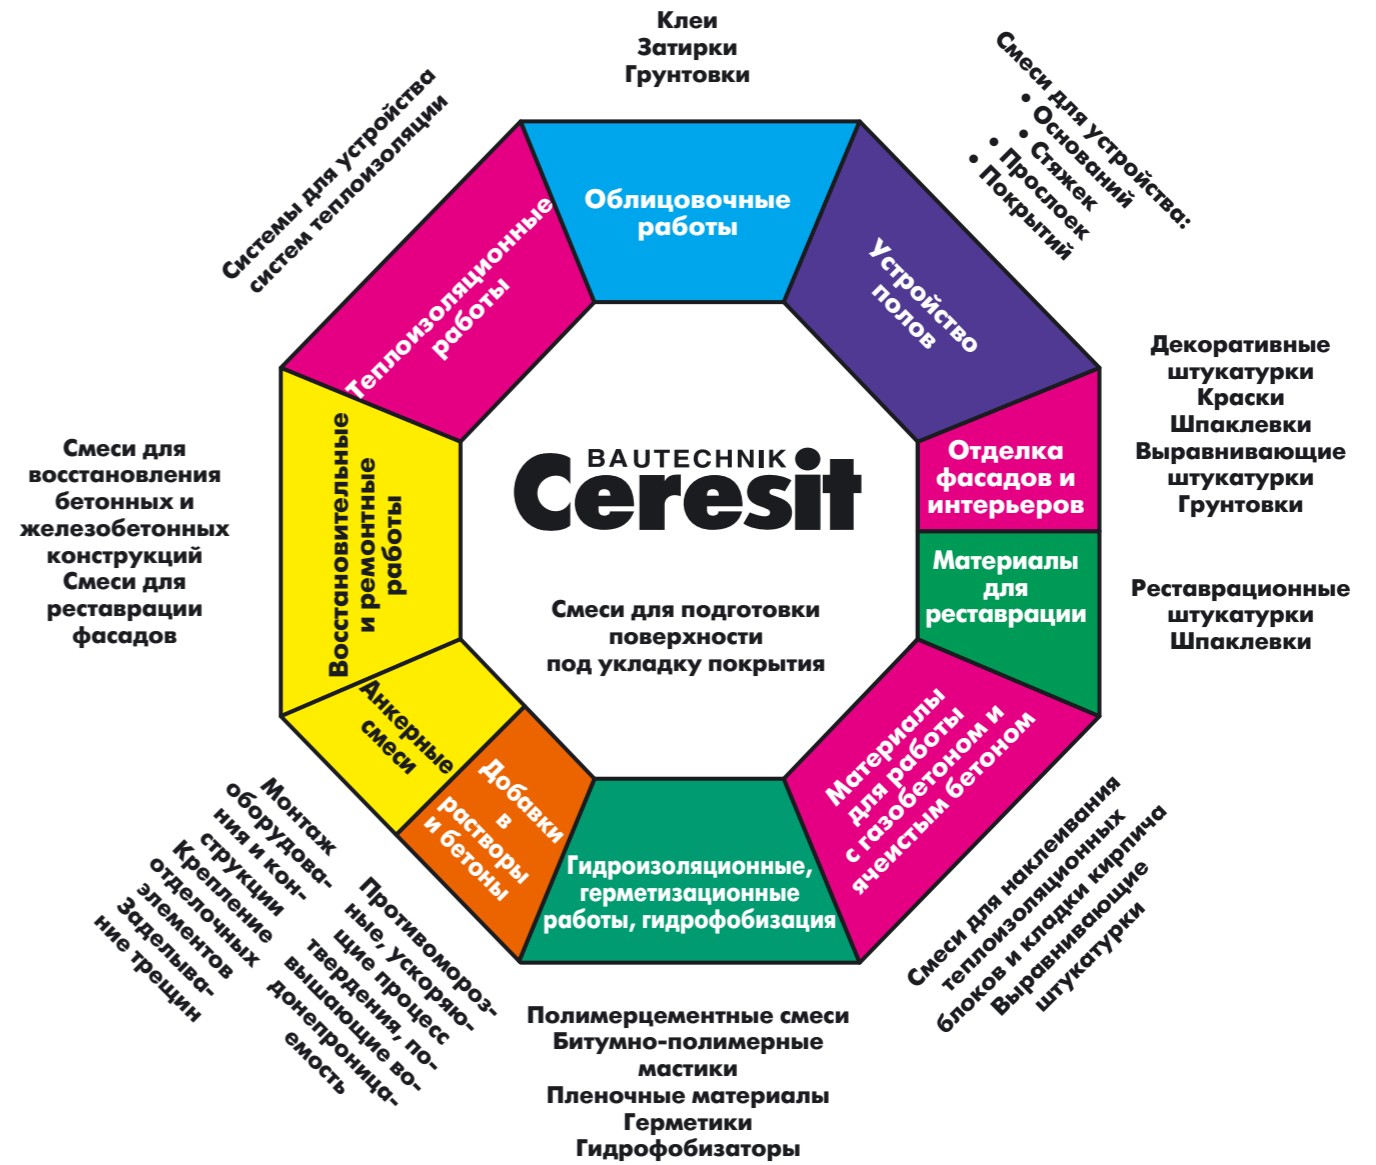 Клеи
Затирки
Грунтовки
Облицовочные
работы
Смеси для устройства:
• Оснований
• Стяжек
• Прослоек
• Покрытий
Устройство
полов
Декоративные
штукатурки
Краски
Шпаклевки
Выравнивающие
штукатурки
Грунтовки
Отделка
фасадов и
интерьеров
Реставрационные
штукатурки
Шпаклевки
Материалы
для
реставрации
Материалы
для работы
с газобетоном и
ячеистым бетоном
Смеси для наклеивания
теплоизоляционных
блоков и кладки кирпича
Выравнивающие
штукатурки
Гидроизоляционные,
герметизационные
работы, гидрофобизация
Полимерцементные смеси
Битумно-полимерные
мастики
Пленочные материалы
Герметики
Гидрофобизаторы
Добавки
в
растворы
и бетоны
Противомороз-
ные, ускоряю-
щие процесс
твердения, по-
вышающие во-
донепроница-
емость
Анкерные
смеси
Монтаж
оборудова-
ния и кон-
струкции
Крепление
отделочных
элементов
Заделыва-
ние трещин
Восстановительные
и ремонтные
работы
Смеси для
восстановления
бетонных и
железобетонных
конструкций
Смеси для
реставрации
фасадов
Теплоизоляционные
работы
Системы для устройства
систем теплоизоляции
BAUTECHNIK
Ceresit
Смеси для подготовки
поверхности
под укладку покрытия